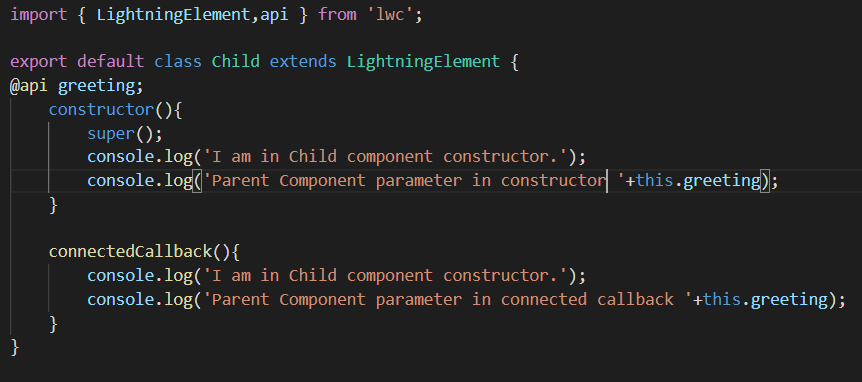 import { LightningElement,api } from 'lwc';
export default class Child extends LightningElement {
@api greeting;
constructor(){
super();
console.log('I am in Child component constructor.');
console.log('Parent Component parameter in constructor '+this.greeting);
}
connectedCallback(){
console.log('I am in Child component constructor.');
console.log('Parent Component parameter in connected callback '+this.greeting);
}
}